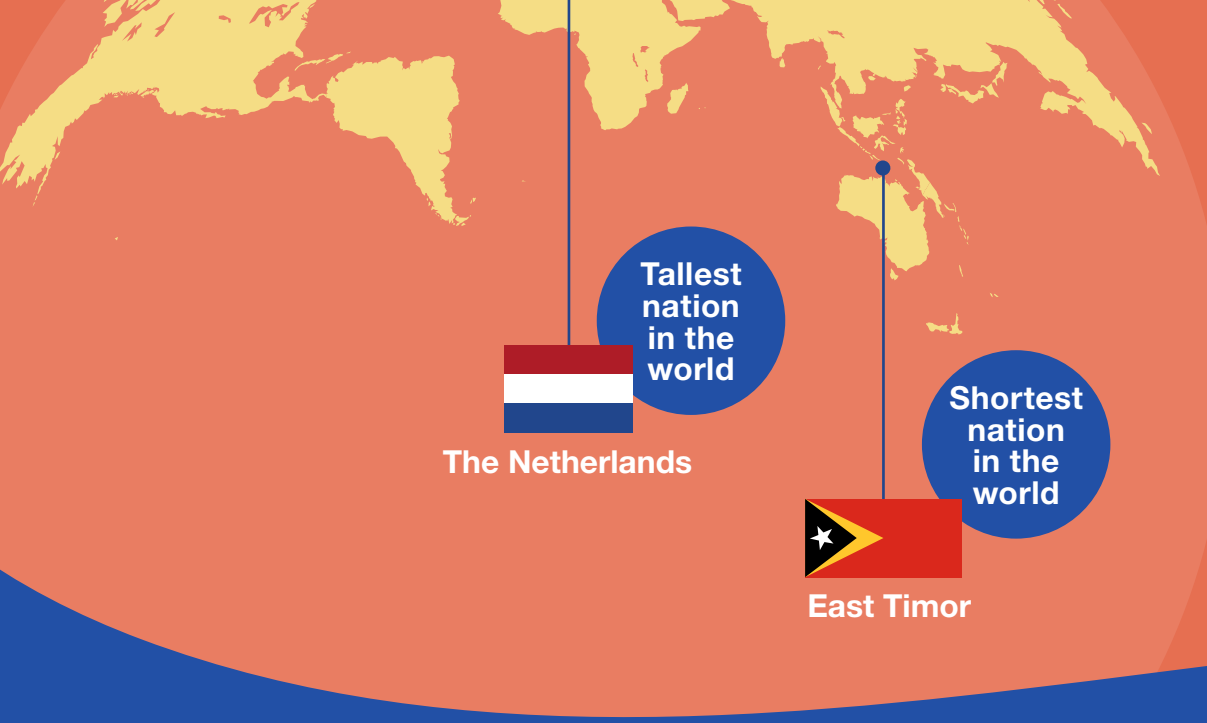 Tallest
nation
in the
world
The Netherlands
Shortest
nation
in the
world
East Timor